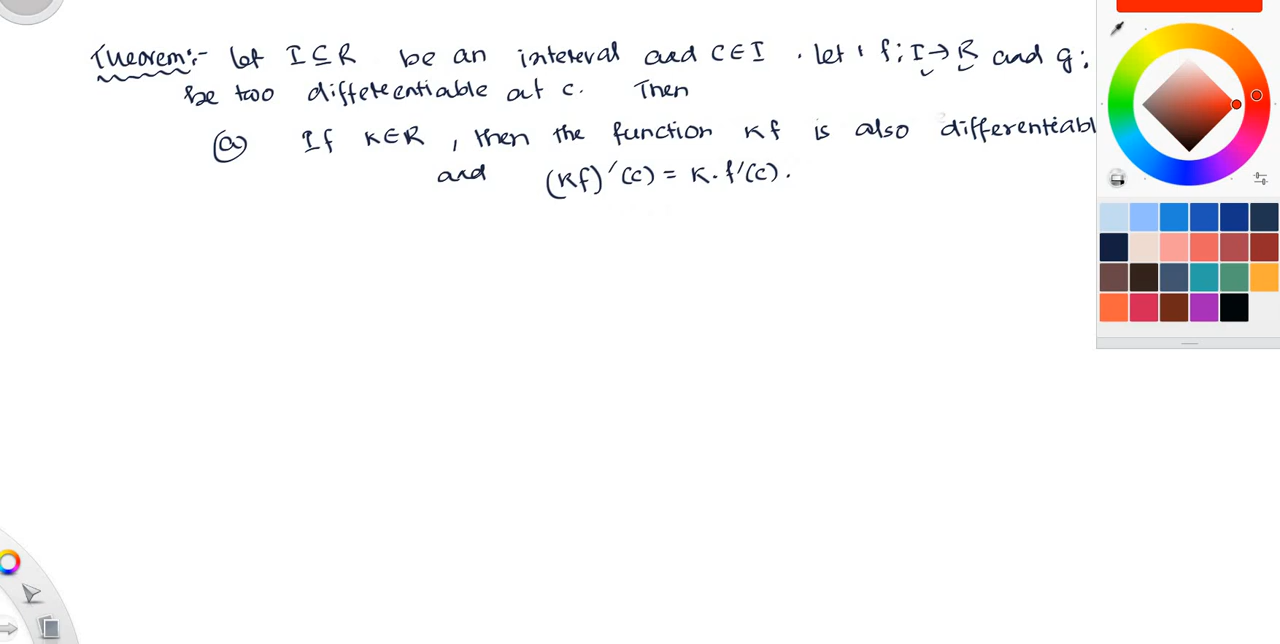 Theorem:- let I ⊆ R be an interval and C ∈ I . let f: I → R and g:
be two differentiable at c. Then
(a) If K ∈ R , then the function Kf is also differentiabl
and (Kf)'(c) = K. f'(c).